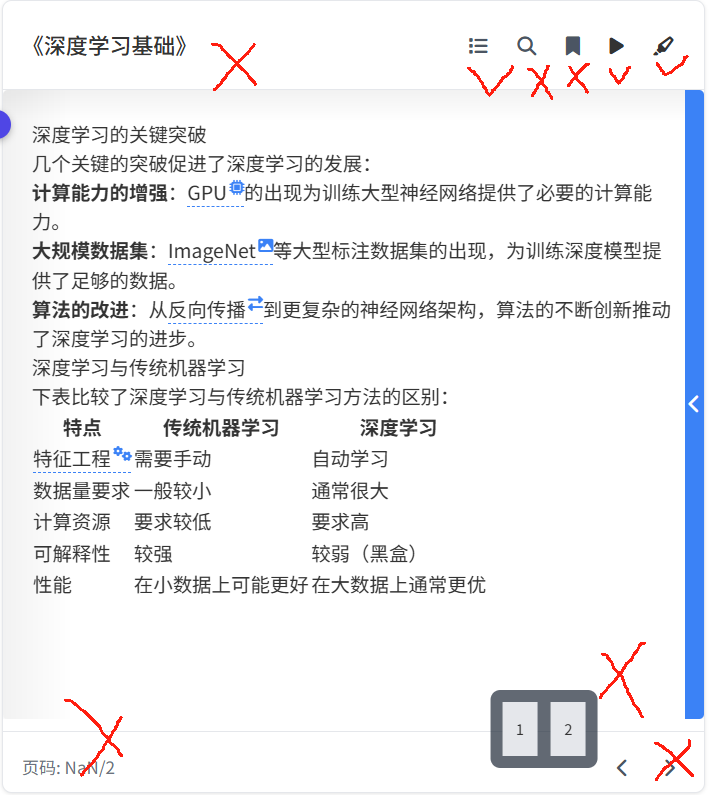 《深度学习基础》
深度学习的关键突破
几个关键的突破促进了深度学习的发展：
计算能力的增强：GPU的出现为训练大型神经网络提供了必要的计算能
力。
大规模数据集：ImageNet等大型标注数据集的出现，为训练深度模型提
供了足够的数据。
算法的改进：从反向传播到更复杂的神经网络架构，算法的不断创新推动
了深度学习的进步。
深度学习与传统机器学习
下表比较了深度学习与传统机器学习方法的区别：
特点 传统机器学习 深度学习
特征工程 需要手动 自动学习
数据量要求 一般较小 通常很大
计算资源 要求较低 要求高
可解释性 较强 较弱（黑盒）
性能 在小数据上可能更好 在大数据上通常更优
1 2
页码: NaN/2